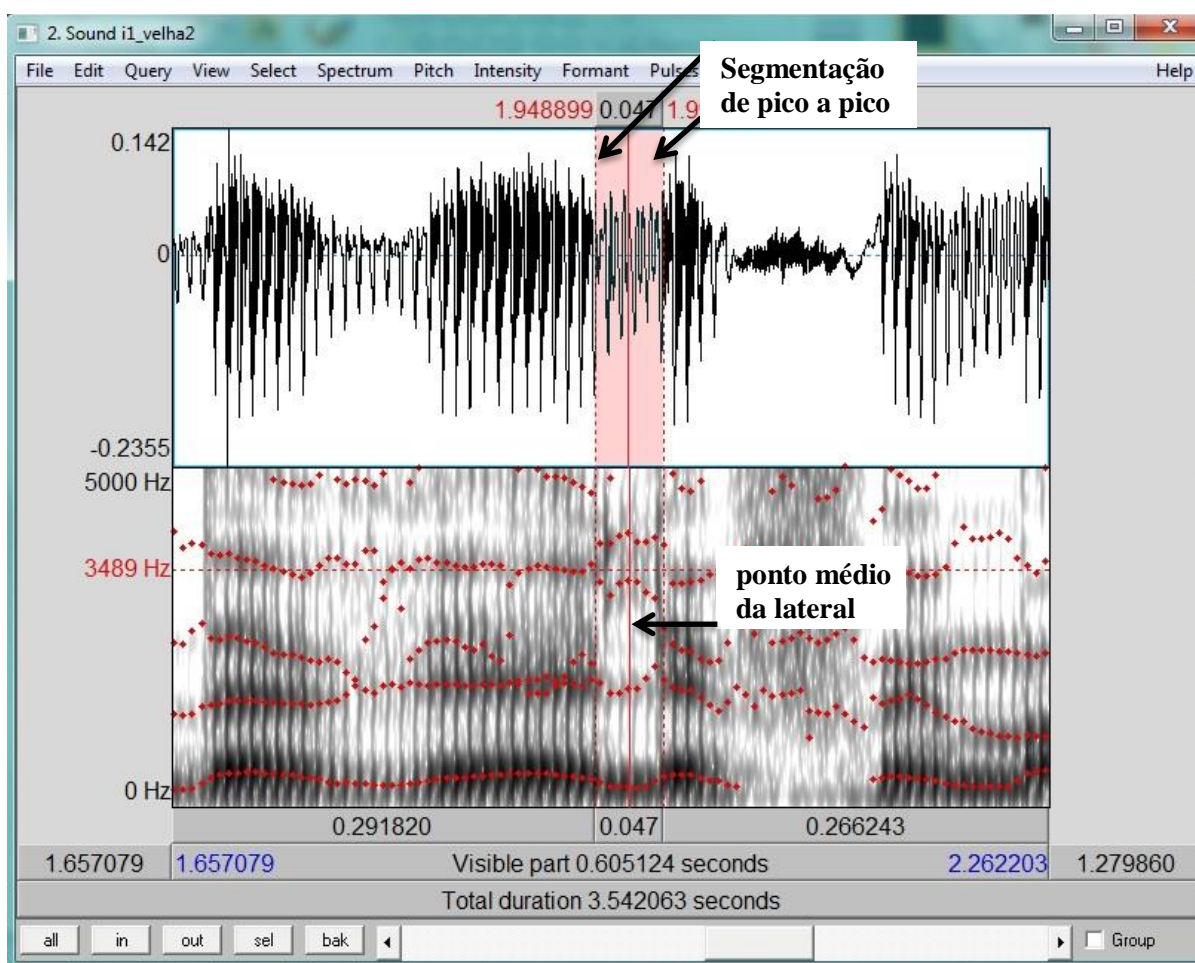 2. Sound i1_velha2
File Edit Query View Select Spectrum Pitch Intensity Formant Pulses Help
Segmentação
de pico a pico
1.948899 0.047 1.9
0.142
0
-0.2355
5000 Hz
3489 Hz
ponto médio
da lateral
0 Hz
0.291820 0.047 0.266243
1.657079 1.657079 Visible part 0.605124 seconds 2.262203 1.279860
Total duration 3.542063 seconds
all in out sel bak Group